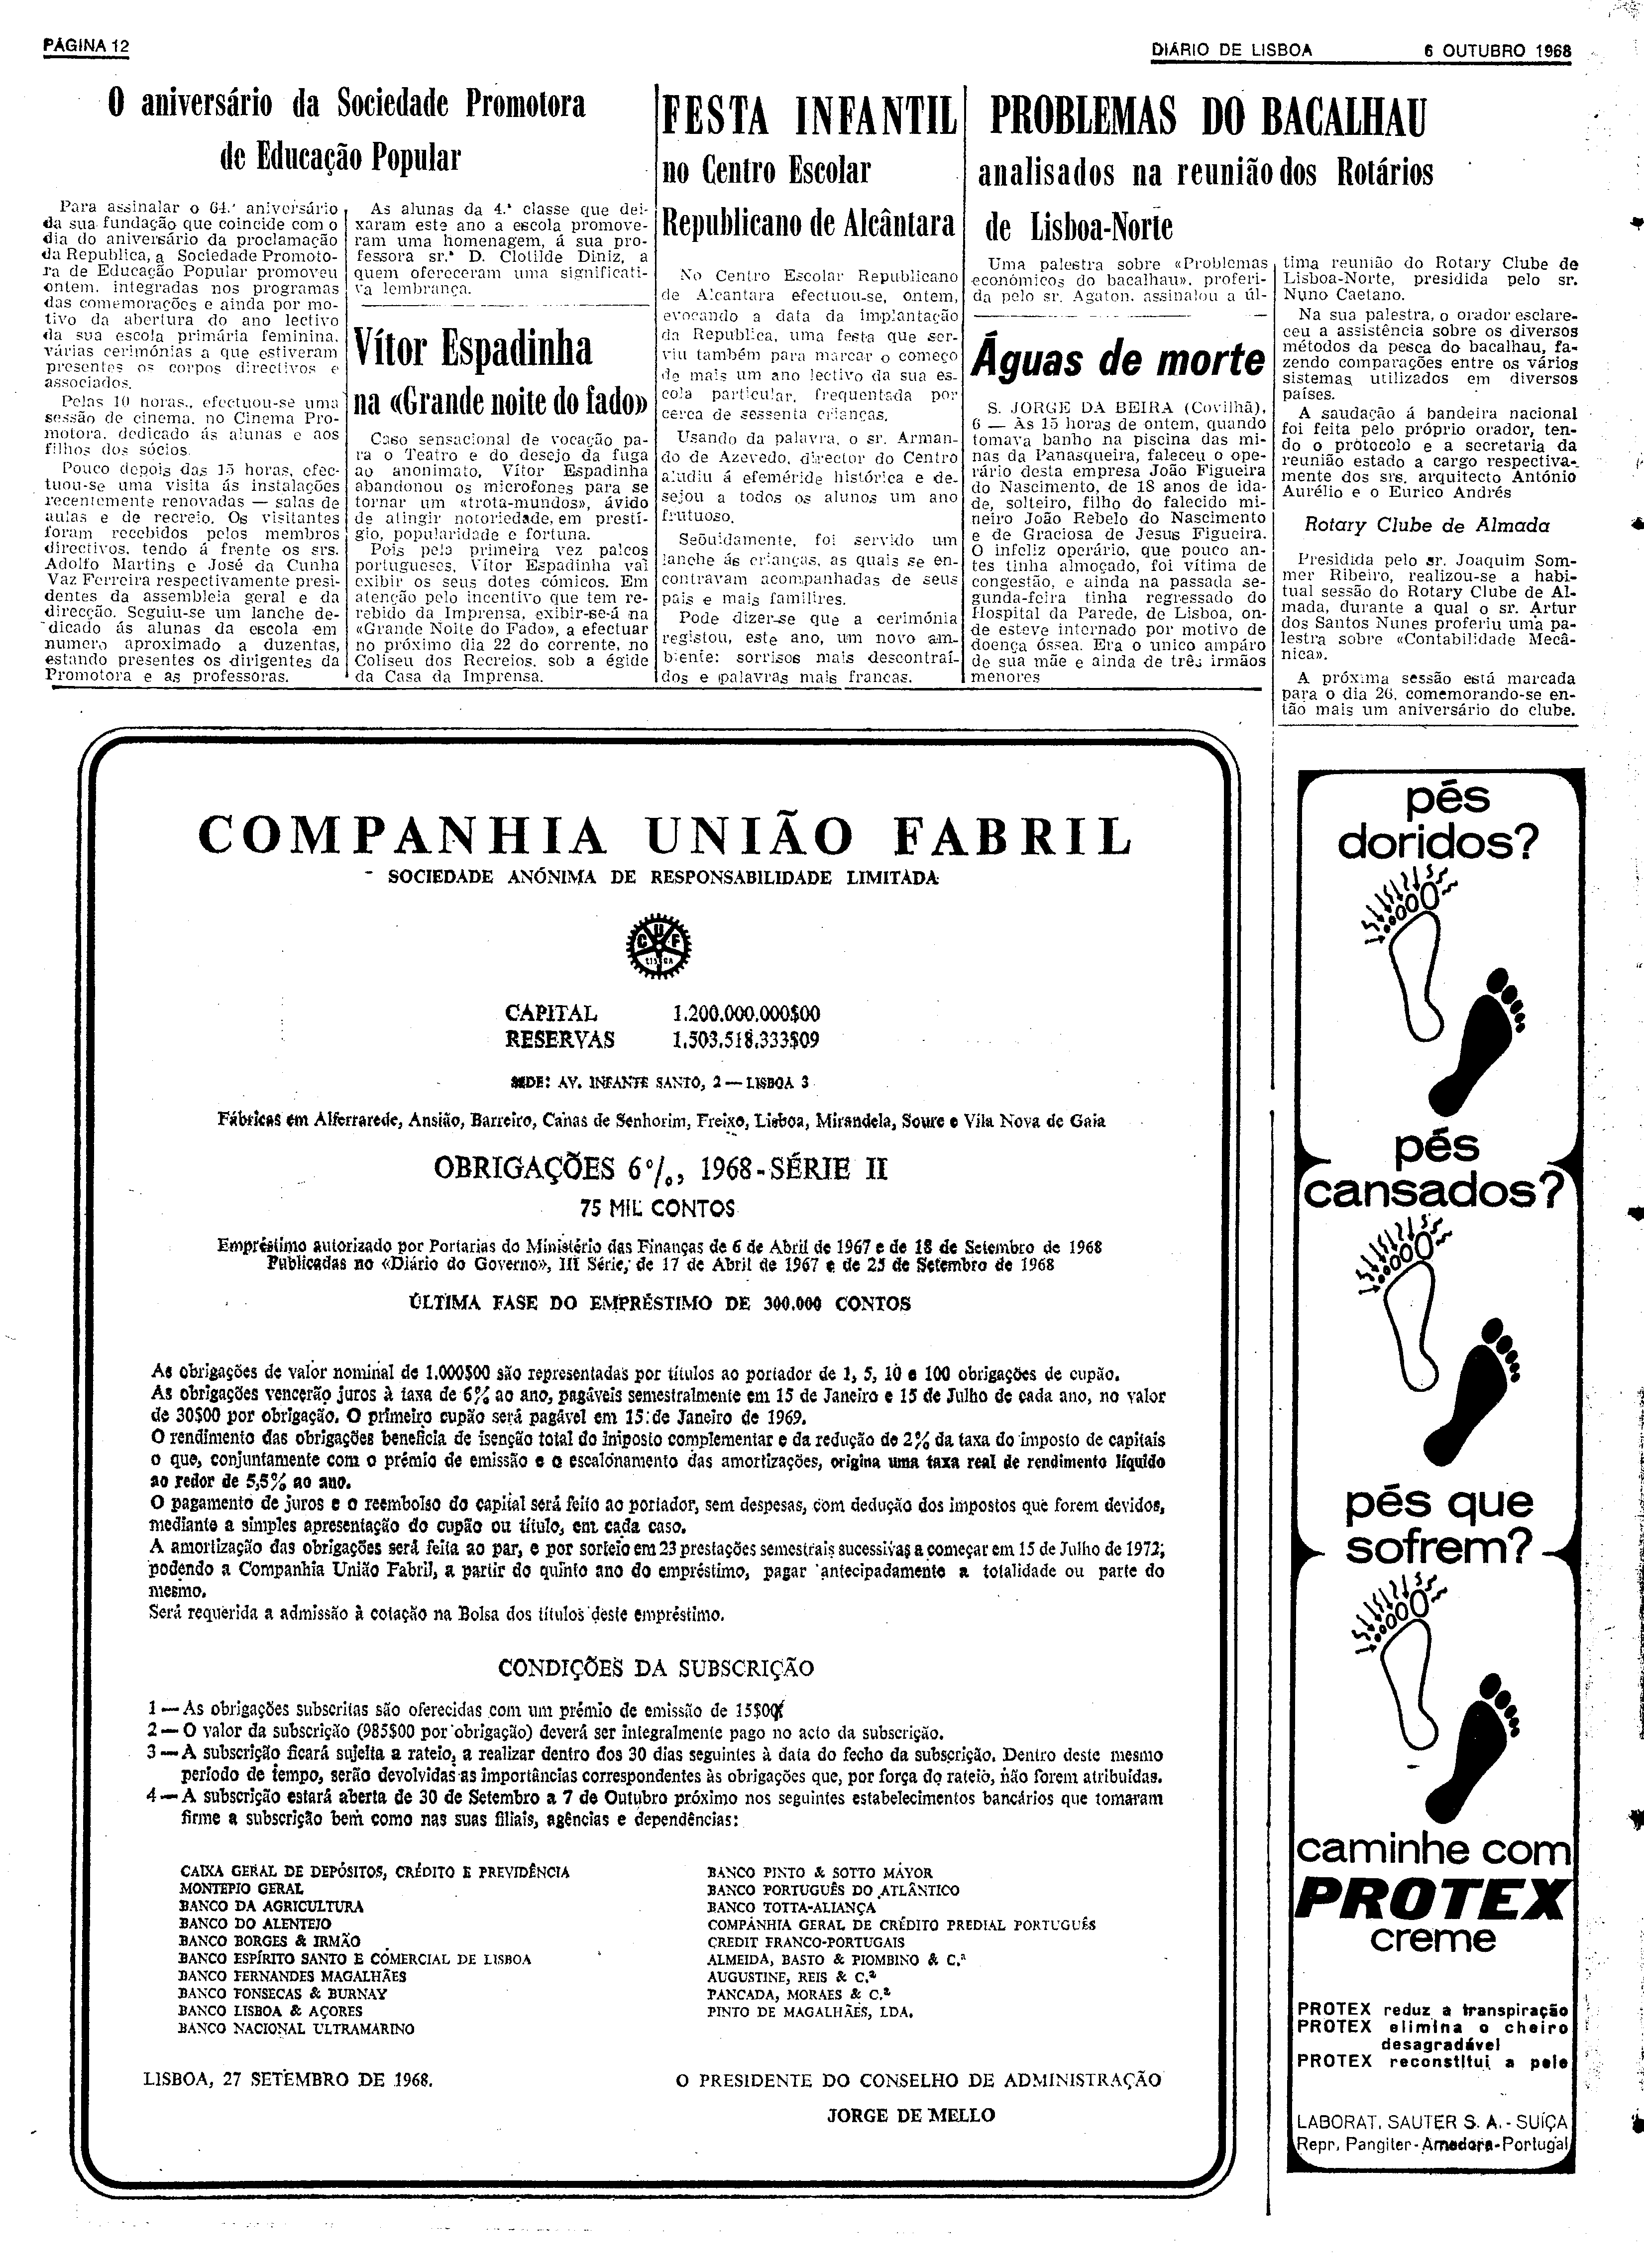 PÁGINA 12
DIÁRIO DE LISBOA 6 OUTUBRO 1968
O aniversário da Sociedade Promotora
de Educação Popular
Para assinalar o 64.º aniversário
da sua fundação que coincide com o
dia do aniversário da proclamação
da Republica, a Sociedade Promoto-
ra de Educação Popular promoveu
ontem, integradas nos programas
das comemorações e ainda por mo-
tivo da abertura do ano lectivo
da sua escola primária feminina,
várias cerimónias a que estiveram
presentes os corpos directivos e
associados.
Pelas 10 horas, efectuou-se uma
sessão de cinema, no Cinema Pro-
motora, dedicado ás alunas e aos
filhos dos sócios.
Pouco depois das 15 horas, efec-
tuou-se uma visita ás instalações
recentemente renovadas — salas de
aulas e de recreio. Os visitantes
foram recebidos pelos membros
directivos, tendo á frente os srs.
Adolfo Martins e José da Cunha
Vaz Ferreira respectivamente presi-
dentes da assembleia geral e da
direcção. Seguiu-se um lanche de-
dicado ás alunas da escola em
numero aproximado a duzentas,
estando presentes os dirigentes da
Promotora e as professoras.
As alunas da 4.ª classe que dei-
xaram este ano a escola promove-
ram uma homenagem, á sua pro-
fessora sr.ª D. Clotilde Diniz, a
quem ofereceram uma significati-
va lembrança.
Vítor Espadinha
na «Grande noite do fado»
Caso sensacional de vocação pa-
ra o Teatro e do desejo da fuga
ao anonimato, Vítor Espadinha
abandonou os microfones para se
tornar um «trota-mundos», ávido
de atingir notoriedade, em prestí-
gio, popularidade e fortuna.
Pois pela primeira vez palcos
portugueses, Vítor Espadinha vai
exibir os seus dotes cómicos. Em
atenção pelo incentivo que tem re-
rebido da Imprensa, exibir-se-á na
«Grande Noite do Fado», a efectuar
no próximo dia 22 do corrente, no
Coliseu dos Recreios, sob a égide
da Casa da Imprensa.
FESTA INFANTIL
no Centro Escolar
Republicano de Alcântara
No Centro Escolar Republicano
de Alcantara efectuou-se, ontem,
evocando a data da implantação
da Republica, uma festa que ser-
viu também para marcar o começo
de mais um ano lectivo da sua es-
cola particular, frequentada por
cerca de sessenta crianças.
Usando da palavra, o sr. Arman-
do de Azevedo, director do Centro
aludiu á efeméride histórica e de-
sejou a todos os alunos um ano
frutuoso.
Seõuidamente, foi servido um
lanche ás crianças, as quais se en-
contravam acompanhadas de seus
pais e mais familires.
Pode dizer-se que a cerimónia
registou, este ano, um novo am-
biente: sorrisos mais descontraí-
dos e palavras mais francas.
PROBLEMAS DO BACALHAU
analisados na reunião dos Rotários
de Lisboa-Norte
Uma palestra sobre «Problemas
económicos do bacalhau», proferi-
da pelo sr. Agaton, assinalou a úl-
Águas de morte
S. JORGE DA BEIRA (Covilhã),
6 — Às 15 horas de ontem, quando
tomava banho na piscina das mi-
nas da Panasqueira, faleceu o ope-
rário desta empresa João Figueira
do Nascimento, de 18 anos de ida-
de, solteiro, filho do falecido mi-
neiro João Rebelo do Nascimento
e de Graciosa de Jesus Figueira.
O infeliz operário, que pouco an-
tes tinha almoçado, foi vítima de
congestão, e ainda na passada se-
gunda-feira tinha regressado do
Hospital da Parede, de Lisboa, on-
de esteve internado por motivo de
doença óssea. Era o unico ampáro
de sua mãe e ainda de três irmãos
menores
tima reunião do Rotary Clube de
Lisboa-Norte, presidida pelo sr.
Nuno Caetano.
Na sua palestra, o orador esclare-
ceu a assistência sobre os diversos
métodos da pesca do bacalhau, fa-
zendo comparações entre os vários
sistemas utilizados em diversos
países.
A saudação á bandeira nacional
foi feita pelo próprio orador, ten-
do o protocolo e a secretaria da
reunião estado a cargo respectiva-
mente dos srs. arquitecto António
Aurélio e o Eurico Andrés
Rotary Clube de Almada
Presidida pelo sr. Joaquim Som-
mer Ribeiro, realizou-se a habi-
tual sessão do Rotary Clube de Al-
mada, durante a qual o sr. Artur
dos Santos Nunes proferiu uma pa-
lestra sobre «Contabilidade Mecâ-
nica».
A próxima sessão está marcada
para o dia 26, comemorando-se en-
tão mais um aniversário do clube.
COMPANHIA UNIÃO FABRIL
SOCIEDADE ANÓNIMA DE RESPONSABILIDADE LIMITADA
CUF
LISBOA
CAPITAL 1.200.000.000$00
RESERVAS 1.503.518.333$09
SEDE: AV. INFANTE SANTO, 2 — LISBOA 3
Fábricas em Alferrarede, Ansião, Barreiro, Canas de Senhorim, Freixo, Lisboa, Mirandela, Soure e Vila Nova de Gaia
OBRIGAÇÕES 6%, 1968 - SÉRIE II
75 MIL CONTOS
Empréstimo autorizado por Portarias do Ministério das Finanças de 6 de Abril de 1967 e de 18 de Setembro de 1968
Publicadas no «Diário do Governo», III Série, de 17 de Abril de 1967 e de 25 de Setembro de 1968
ÚLTIMA FASE DO EMPRÉSTIMO DE 300.000 CONTOS
As obrigações de valor nominal de 1.000$00 são representadas por títulos ao portador de 1, 5, 10 e 100 obrigações de cupão.
As obrigações vencerão juros à taxa de 6% ao ano, pagáveis semestralmente em 15 de Janeiro e 15 de Julho de cada ano, no valor
de 30$00 por obrigação. O primeiro cupão será pagável em 15 de Janeiro de 1969.
O rendimento das obrigações beneficia de isenção total do imposto complementar e da redução de 2% da taxa do imposto de capitais
o que, conjuntamente com o prémio de emissão e o escalonamento das amortizações, origina uma taxa real de rendimento líquido
ao redor de 5,5% ao ano.
O pagamento de juros e o reembolso do capital será feito ao portador, sem despesas, com dedução dos impostos que forem devidos,
mediante a simples apresentação do cupão ou título, em cada caso.
A amortização das obrigações será feita ao par, e por sorteio em 23 prestações semestrais sucessivas a começar em 15 de Julho de 1972;
podendo a Companhia União Fabril, a partir do quinto ano do empréstimo, pagar antecipadamente a totalidade ou parte do
mesmo.
Será requerida a admissão à cotação na Bolsa dos títulos deste empréstimo.
CONDIÇÕES DA SUBSCRIÇÃO
1 — As obrigações subscritas são oferecidas com um prémio de emissão de 15$00
2 — O valor da subscrição (985$00 por obrigação) deverá ser integralmente pago no acto da subscrição.
3 — A subscrição ficará sujeita a rateio, a realizar dentro dos 30 dias seguintes à data do fecho da subscrição. Dentro deste mesmo
período de tempo, serão devolvidas as importâncias correspondentes às obrigações que, por força do rateio, não forem atribuídas.
4 — A subscrição estará aberta de 30 de Setembro a 7 de Outubro próximo nos seguintes estabelecimentos bancários que tomaram
firme a subscrição bem como nas suas filiais, agências e dependências:
CAIXA GERAL DE DEPÓSITOS, CRÉDITO E PREVIDÊNCIA
MONTEPIO GERAL
BANCO DA AGRICULTURA
BANCO DO ALENTEJO
BANCO BORGES & IRMÃO
BANCO ESPÍRITO SANTO E COMERCIAL DE LISBOA
BANCO FERNANDES MAGALHÃES
BANCO FONSECAS & BURNAY
BANCO LISBOA & AÇORES
BANCO NACIONAL ULTRAMARINO
BANCO PINTO & SOTTO MAYOR
BANCO PORTUGUÊS DO ATLÂNTICO
BANCO TOTTA-ALIANÇA
COMPANHIA GERAL DE CRÉDITO PREDIAL PORTUGUÊS
CREDIT FRANCO-PORTUGAIS
ALMEIDA, BASTO & PIOMBINO & C.ª
AUGUSTINE, REIS & C.ª
PANCADA, MORAES & C.ª
PINTO DE MAGALHÃES, LDA.
LISBOA, 27 SETEMBRO DE 1968.
O PRESIDENTE DO CONSELHO DE ADMINISTRAÇÃO
JORGE DE MELLO
pés
doridos?
pés
cansados?
pés que
sofrem?
caminhe com
PROTEX
creme
PROTEX reduz a transpiração
PROTEX elimina o cheiro
desagradável
PROTEX reconstitui a pele
LABORAT. SAUTER S. A. - SUÍÇA
Repr. Pangiter - Amadora - Portugal